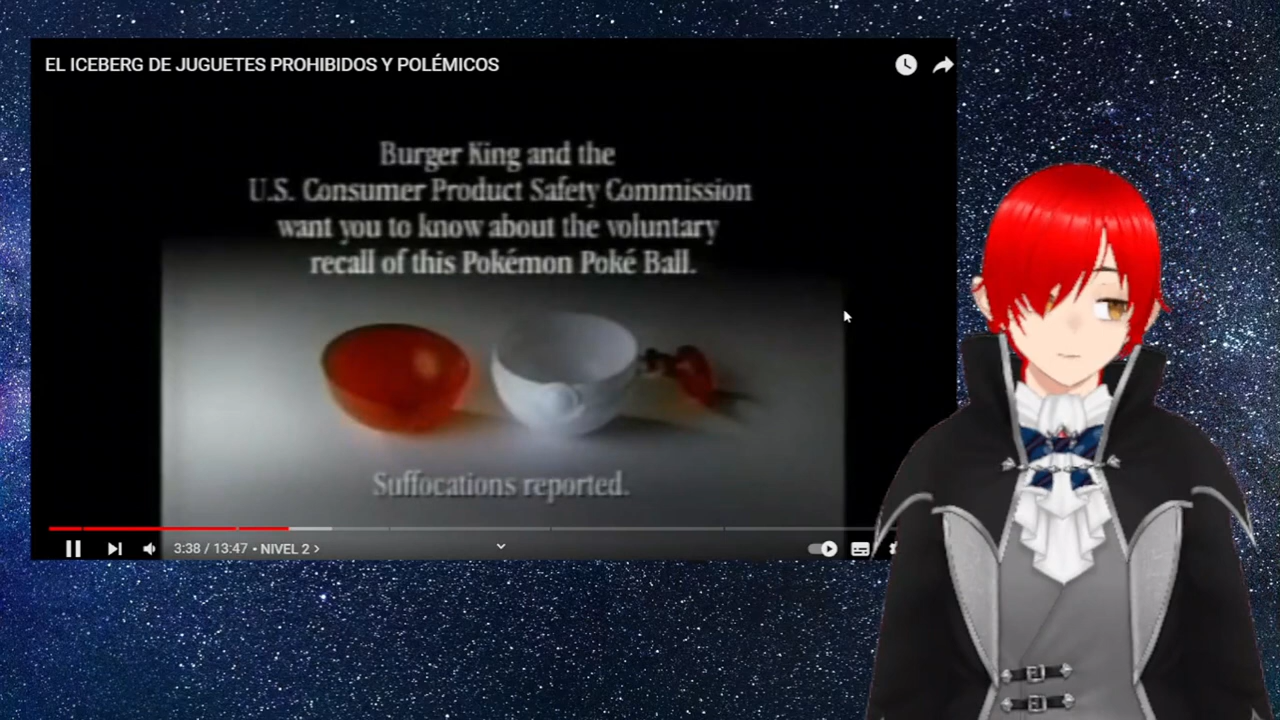 EL ICEBERG DE JUGUETES PROHIBIDOS Y POLÉMICOS
Burger King and the
U.S. Consumer Product Safety Commission
want you to know about the voluntary
recall of this Pokémon Poké Ball.
Suffocations reported.
3:38 / 13:47 • NIVEL 2 >